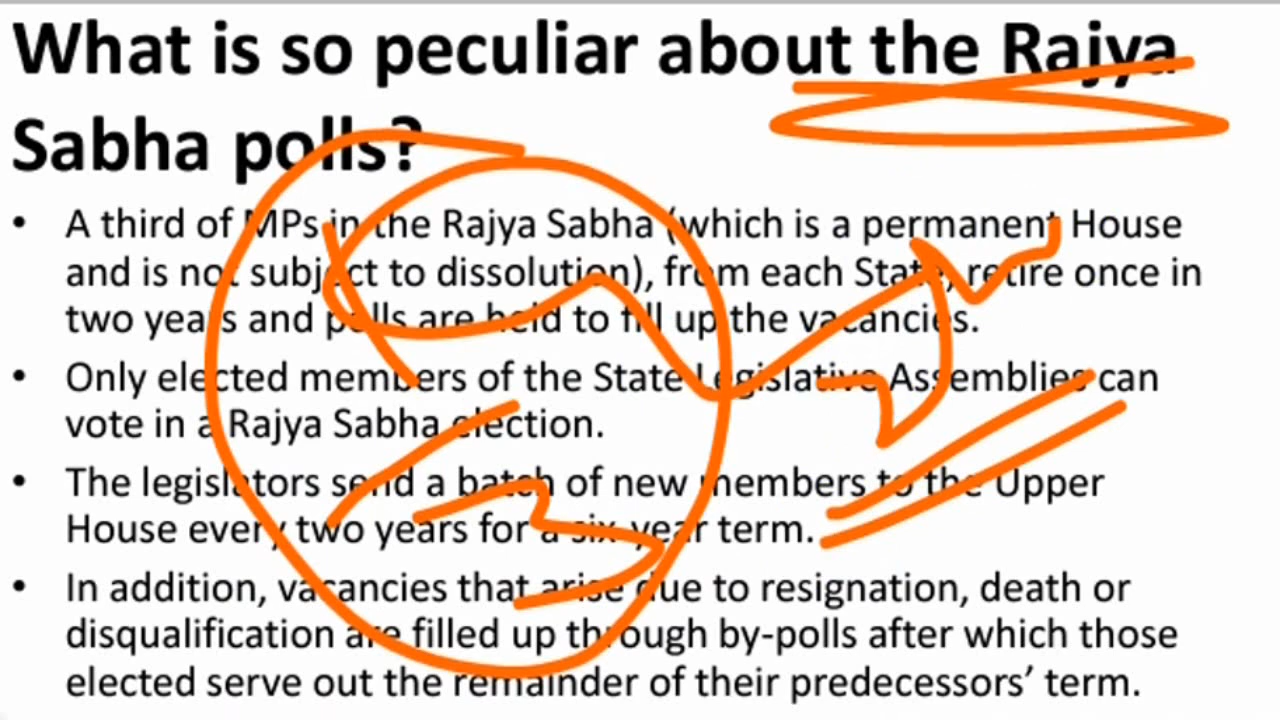 What is so peculiar about the Rajya
Sabha polls?
• A third of MPs in the Rajya Sabha (which is a permanent House
and is not subject to dissolution), from each State, retire once in
two years and polls are held to fill up the vacancies.
• Only elected members of the State Legislative Assemblies can
vote in a Rajya Sabha election.
• The legislators send a batch of new members to the Upper
House every two years for a six-year term.
• In addition, vacancies that arise due to resignation, death or
disqualification are filled up through by-polls after which those
elected serve out the remainder of their predecessors’ term.